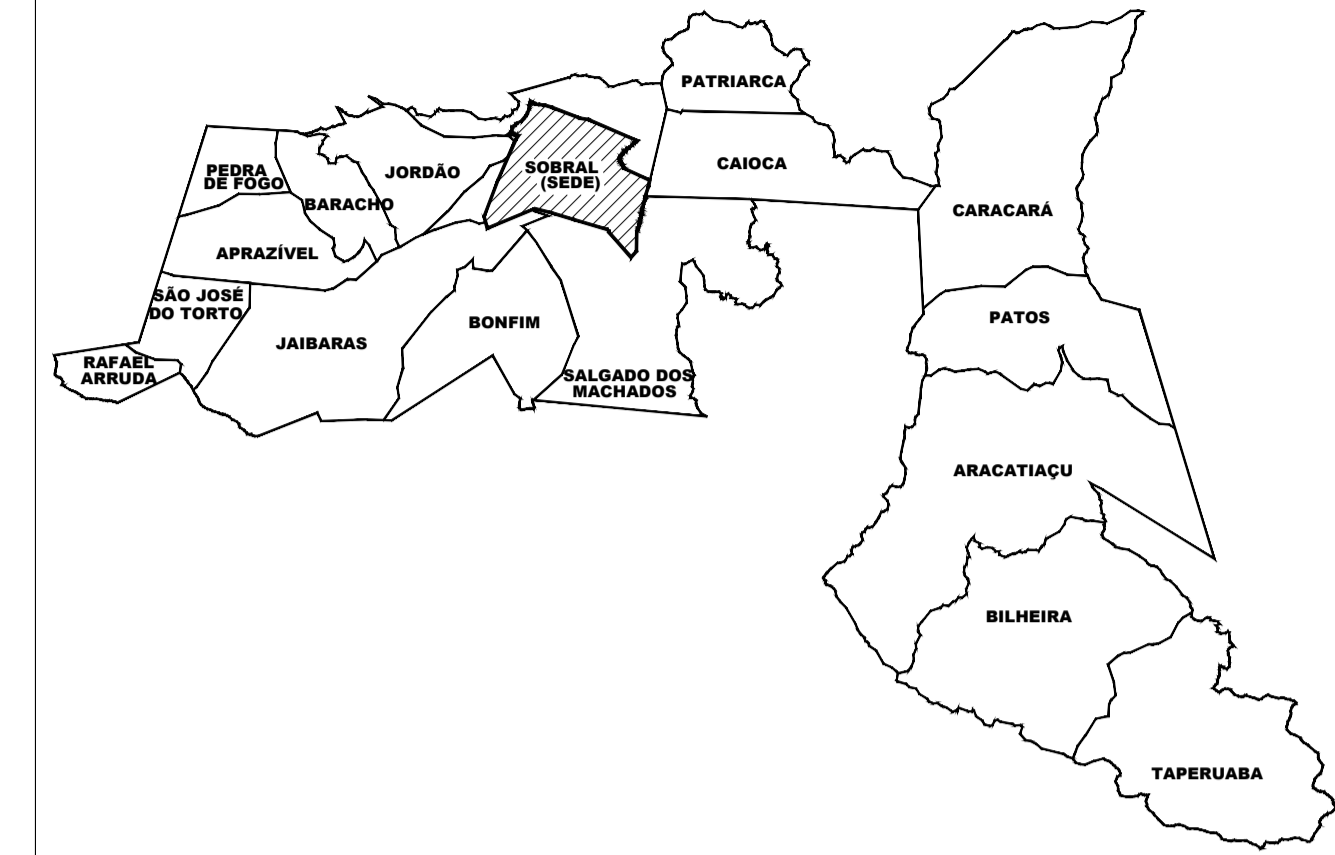 PATRIARCA
CAIOCA
SOBRAL
(SEDE)
JORDÃO
PEDRA
DE FOGO
BARACHO
CARACARÁ
APRAZÍVEL
SÃO JOSÉ
DO TORTO
PATOS
BONFIM
JAIBARAS
RAFAEL
ARRUDA
SALGADO DOS
MACHADOS
ARACATIAÇU
BILHEIRA
TAPERUABA